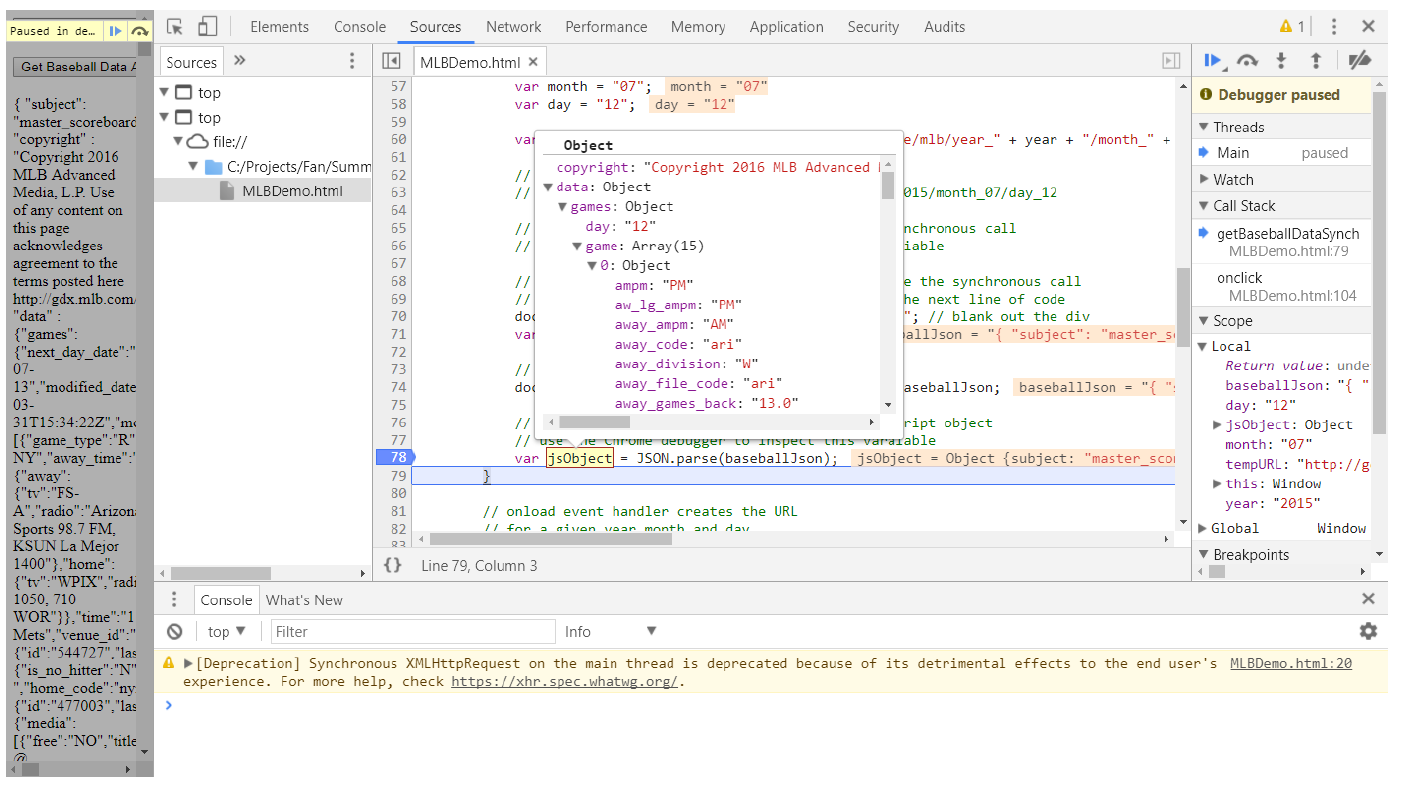 Paused in de…
Get Baseball Data A
{ "subject":
"master_scoreboard
"copyright" :
"Copyright 2016
MLB Advanced
Media, L.P. Use
of any content on
this page
acknowledges
agreement to the
terms posted here
http://gdx.mlb.com/
"data" :
{"games":
{"next_day_date":"
07-
13","modified_date
03-
31T15:34:22Z","mo
[{"game_type":"R"
NY","away_time":"
{"away":
{"tv":"FS-
A","radio":"Arizona
Sports 98.7 FM,
KSUN La Mejor
1400"},"home":
{"tv":"WPIX","radi
1050, 710
WOR"}},"time":"1
Mets","venue_id":"
{"id":"544727","las
{"is_no_hitter":"N"
","home_code":"ny
{"id":"477003","las
{"media":
[{"free":"NO","title
@
Elements Console Sources Network Performance Memory Application Security Audits 1
Sources »
top
top
file://
C:/Projects/Fan/Summ
MLBDemo.html
MLBDemo.html ×
57 var month = "07"; month = "07"
58 var day = "12"; day = "12"
59
60 var e/mlb/year_" + year + "/month_" +
61
62 //
63 // 015/month_07/day_12
64
65 // nchronous call
66 // iable
67
68 // e the synchronous call
69 // the next line of code
70 doc "; // blank out the div
71 var ballJson = "{ "subject": "master_sc
72
73 //
74 doc baseballJson; baseballJson = "{ "s
75
76 // ript object
77 // use the Chrome debugger to inspect this varaiable
78 var jsObject = JSON.parse(baseballJson); jsObject = Object {subject: "master_scor
79 }
80
81 // onload event handler creates the URL
82 // for a given year month and day
83
Object
copyright: "Copyright 2016 MLB Advanced M
data: Object
games: Object
day: "12"
game: Array(15)
0: Object
ampm: "PM"
aw_lg_ampm: "PM"
away_ampm: "AM"
away_code: "ari"
away_division: "W"
away_file_code: "ari"
away_games_back: "13.0"
{} Line 79, Column 3
Debugger paused
Threads
Main paused
Watch
Call Stack
getBaseballDataSynch
MLBDemo.html:79
onclick
MLBDemo.html:104
Scope
Local
Return value: unde
baseballJson: "{ "
day: "12"
jsObject: Object
month: "07"
tempURL: "http://g
this: Window
year: "2015"
Global Window
Breakpoints
Console What's New
top Filter Info
[Deprecation] Synchronous XMLHttpRequest on the main thread is deprecated because of its detrimental effects to the end user's MLBDemo.html:20
experience. For more help, check https://xhr.spec.whatwg.org/.